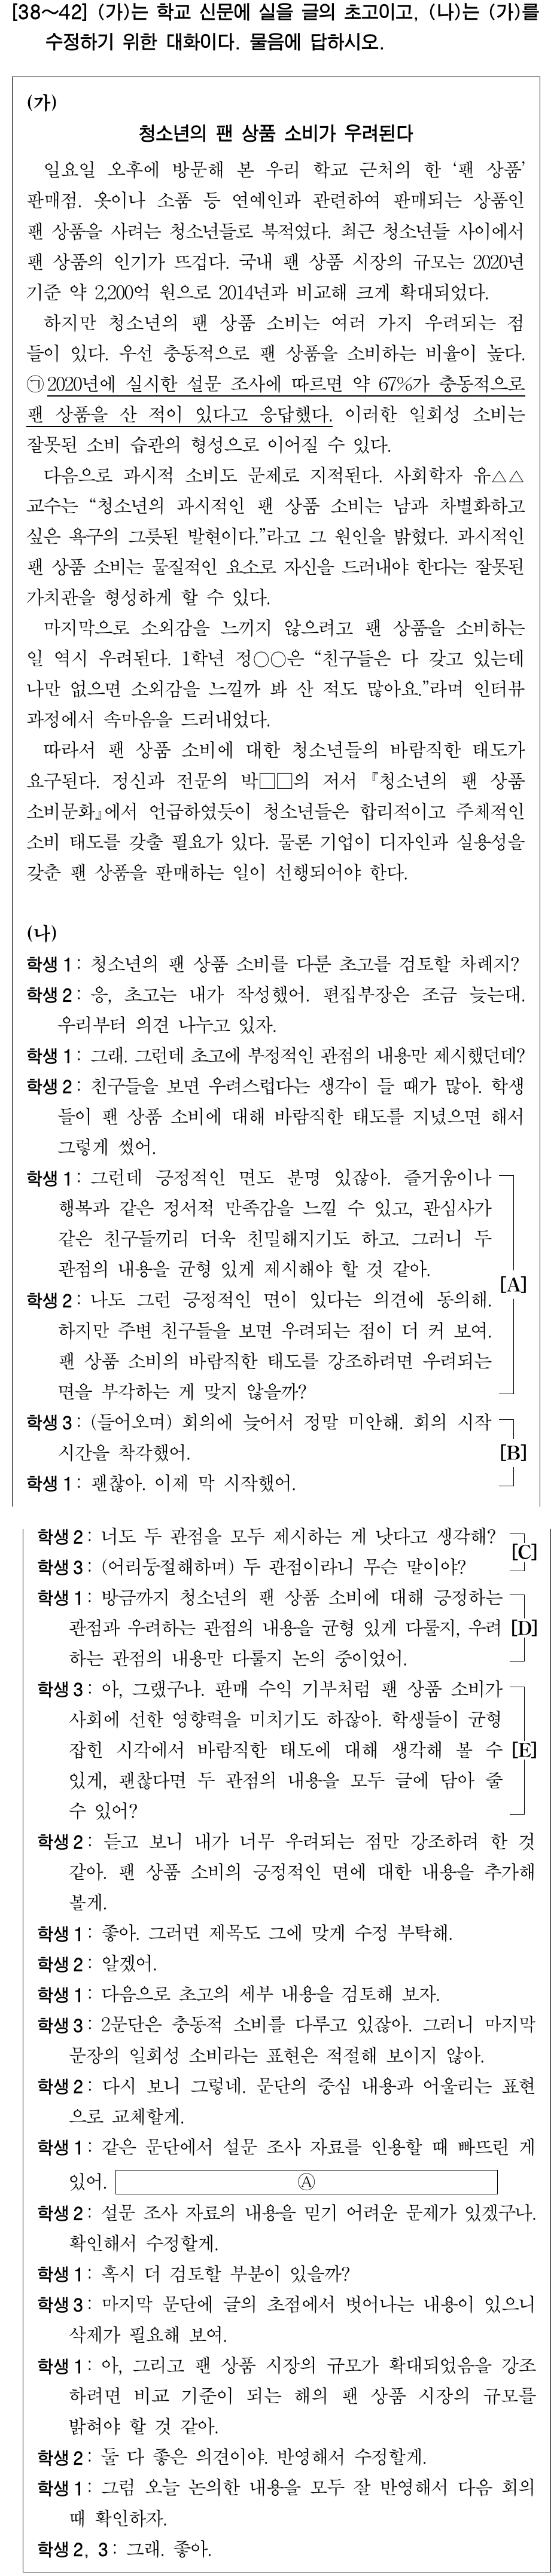 [38~42] (가)는 학교 신문에 실을 글의 초고이고, (나)는 (가)를
수정하기 위한 대화이다. 물음에 답하시오.
(가)
청소년의 팬 상품 소비가 우려된다
일요일 오후에 방문해 본 우리 학교 근처의 한 ‘팬 상품’
판매점. 옷이나 소품 등 연예인과 관련하여 판매되는 상품인
팬 상품을 사려는 청소년들로 북적였다. 최근 청소년들 사이에서
팬 상품의 인기가 뜨겁다. 국내 팬 상품 시장의 규모는 2020년
기준 약 2,200억 원으로 2014년과 비교해 크게 확대되었다.
하지만 청소년의 팬 상품 소비는 여러 가지 우려되는 점
들이 있다. 우선 충동적으로 팬 상품을 소비하는 비율이 높다.
㉠2020년에 실시한 설문 조사에 따르면 약 67%가 충동적으로
팬 상품을 산 적이 있다고 응답했다. 이러한 일회성 소비는
잘못된 소비 습관의 형성으로 이어질 수 있다.
다음으로 과시적 소비도 문제로 지적된다. 사회학자 유△△
교수는 “청소년의 과시적인 팬 상품 소비는 남과 차별화하고
싶은 욕구의 그릇된 발현이다.”라고 그 원인을 밝혔다. 과시적인
팬 상품 소비는 물질적인 요소로 자신을 드러내야 한다는 잘못된
가치관을 형성하게 할 수 있다.
마지막으로 소외감을 느끼지 않으려고 팬 상품을 소비하는
일 역시 우려된다. 1학년 정○○은 “친구들은 다 갖고 있는데
나만 없으면 소외감을 느낄까 봐 산 적도 많아요.”라며 인터뷰
과정에서 속마음을 드러내었다.
따라서 팬 상품 소비에 대한 청소년들의 바람직한 태도가
요구된다. 정신과 전문의 박□□의 저서 『청소년의 팬 상품
소비문화』에서 언급하였듯이 청소년들은 합리적이고 주체적인
소비 태도를 갖출 필요가 있다. 물론 기업이 디자인과 실용성을
갖춘 팬 상품을 판매하는 일이 선행되어야 한다.
(나)
학생 1 : 청소년의 팬 상품 소비를 다룬 초고를 검토할 차례지?
학생 2 : 응, 초고는 내가 작성했어. 편집부장은 조금 늦는대.
우리부터 의견 나누고 있자.
학생 1 : 그래. 그런데 초고에 부정적인 관점의 내용만 제시했던데?
학생 2 : 친구들을 보면 우려스럽다는 생각이 들 때가 많아. 학생
들이 팬 상품 소비에 대해 바람직한 태도를 지녔으면 해서
그렇게 썼어.
학생 1 : 그런데 긍정적인 면도 분명 있잖아. 즐거움이나
행복과 같은 정서적 만족감을 느낄 수 있고, 관심사가
같은 친구들끼리 더욱 친밀해지기도 하고. 그러니 두
관점의 내용을 균형 있게 제시해야 할 것 같아.
[A]
학생 2 : 나도 그런 긍정적인 면이 있다는 의견에 동의해.
하지만 주변 친구들을 보면 우려되는 점이 더 커 보여.
팬 상품 소비의 바람직한 태도를 강조하려면 우려되는
면을 부각하는 게 맞지 않을까?
학생 3 : (들어오며) 회의에 늦어서 정말 미안해. 회의 시작
시간을 착각했어.
[B]
학생 1 : 괜찮아. 이제 막 시작했어.
학생 2 : 너도 두 관점을 모두 제시하는 게 낫다고 생각해?
[C]
학생 3 : (어리둥절해하며) 두 관점이라니 무슨 말이야?
학생 1 : 방금까지 청소년의 팬 상품 소비에 대해 긍정하는
관점과 우려하는 관점의 내용을 균형 있게 다룰지, 우려
[D]
하는 관점의 내용만 다룰지 논의 중이었어.
학생 3 : 아, 그랬구나. 판매 수익 기부처럼 팬 상품 소비가
사회에 선한 영향력을 미치기도 하잖아. 학생들이 균형
잡힌 시각에서 바람직한 태도에 대해 생각해 볼 수
[E]
있게, 괜찮다면 두 관점의 내용을 모두 글에 담아 줄
수 있어?
학생 2 : 듣고 보니 내가 너무 우려되는 점만 강조하려 한 것
같아. 팬 상품 소비의 긍정적인 면에 대한 내용을 추가해
볼게.
학생 1 : 좋아. 그러면 제목도 그에 맞게 수정 부탁해.
학생 2 : 알겠어.
학생 1 : 다음으로 초고의 세부 내용을 검토해 보자.
학생 3 : 2문단은 충동적 소비를 다루고 있잖아. 그러니 마지막
문장의 일회성 소비라는 표현은 적절해 보이지 않아.
학생 2 : 다시 보니 그렇네. 문단의 중심 내용과 어울리는 표현
으로 교체할게.
학생 1 : 같은 문단에서 설문 조사 자료를 인용할 때 빠뜨린 게
있어. Ⓐ
학생 2 : 설문 조사 자료의 내용을 믿기 어려운 문제가 있겠구나.
확인해서 수정할게.
학생 1 : 혹시 더 검토할 부분이 있을까?
학생 3 : 마지막 문단에 글의 초점에서 벗어나는 내용이 있으니
삭제가 필요해 보여.
학생 1 : 아, 그리고 팬 상품 시장의 규모가 확대되었음을 강조
하려면 비교 기준이 되는 해의 팬 상품 시장의 규모를
밝혀야 할 것 같아.
학생 2 : 둘 다 좋은 의견이야. 반영해서 수정할게.
학생 1 : 그럼 오늘 논의한 내용을 모두 잘 반영해서 다음 회의
때 확인하자.
학생 2, 3 : 그래. 좋아.